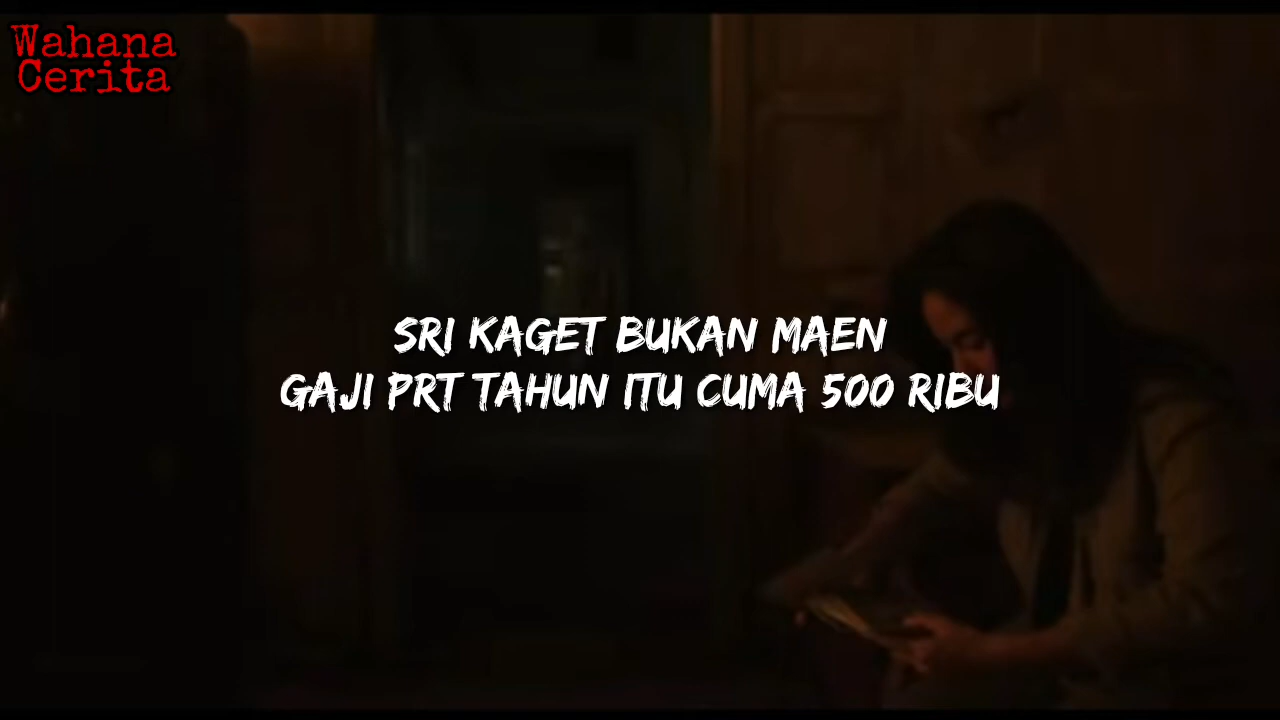 Wahana
Cerita
SRI KAGET BUKAN MAEN
GAJI PRT TAHUN ITU CUMA 500 RIBU